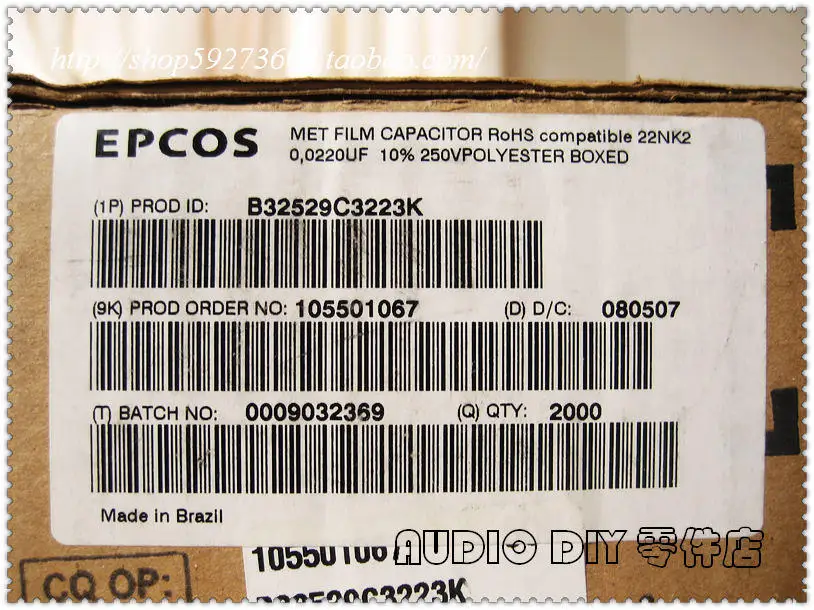 EPCOS
MET FILM CAPACITOR RoHS compatible 22NK2
0,0220UF 10% 250VPOLYESTER BOXED
(1P) PROD ID: B32529C3223K
(9K) PROD ORDER NO: 105501067 (D) D/C: 080507
(T) BATCH NO: 0009032369 (Q) QTY: 2000
Made in Brazil
AUDIO DIY 零件店
CQ OP: